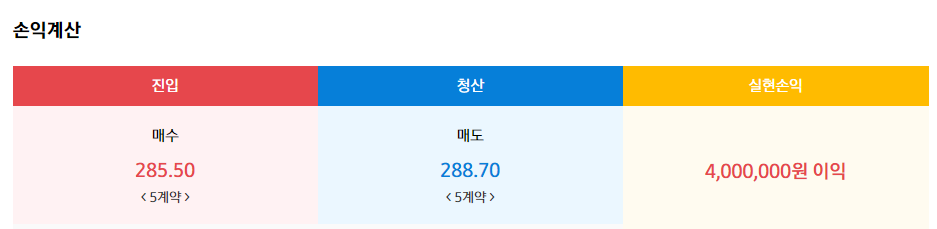 손익계산
진입 청산 실현손익
매수 매도
285.50 288.70 4,000,000원 이익
< 5계약 > < 5계약 >